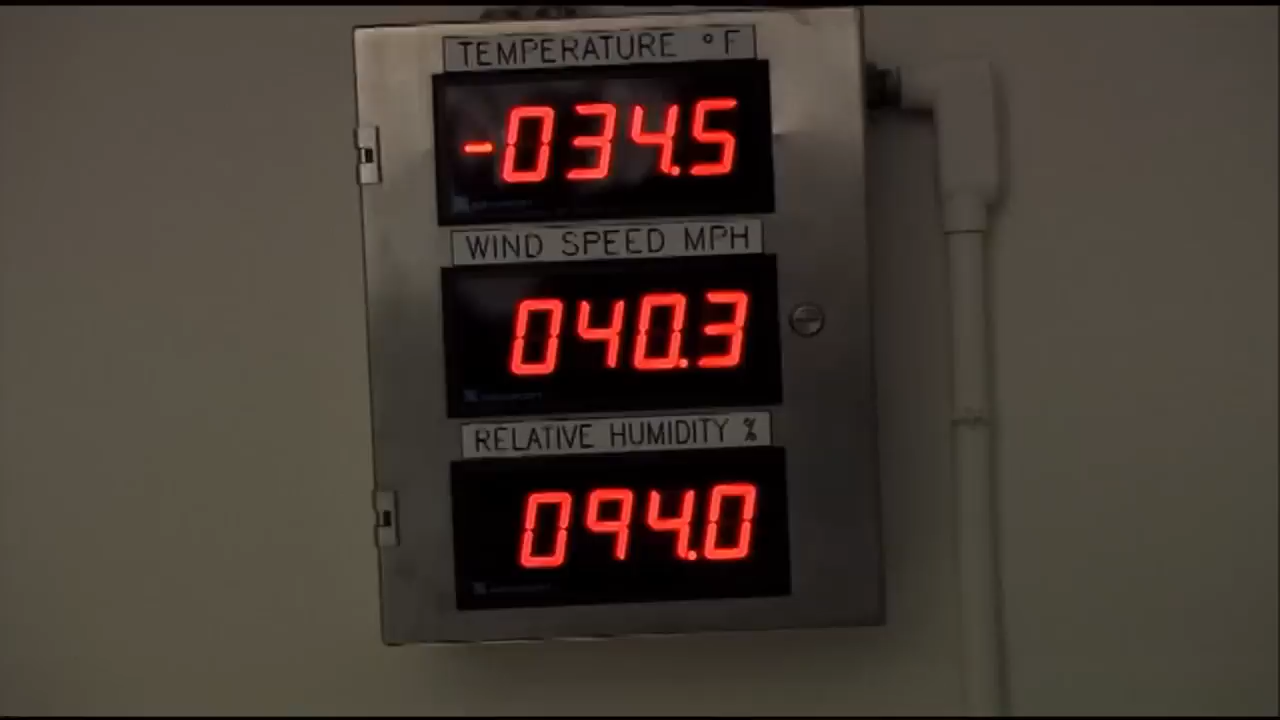 TEMPERATURE °F
-034.5
WIND SPEED MPH
040.3
RELATIVE HUMIDITY %
094.0